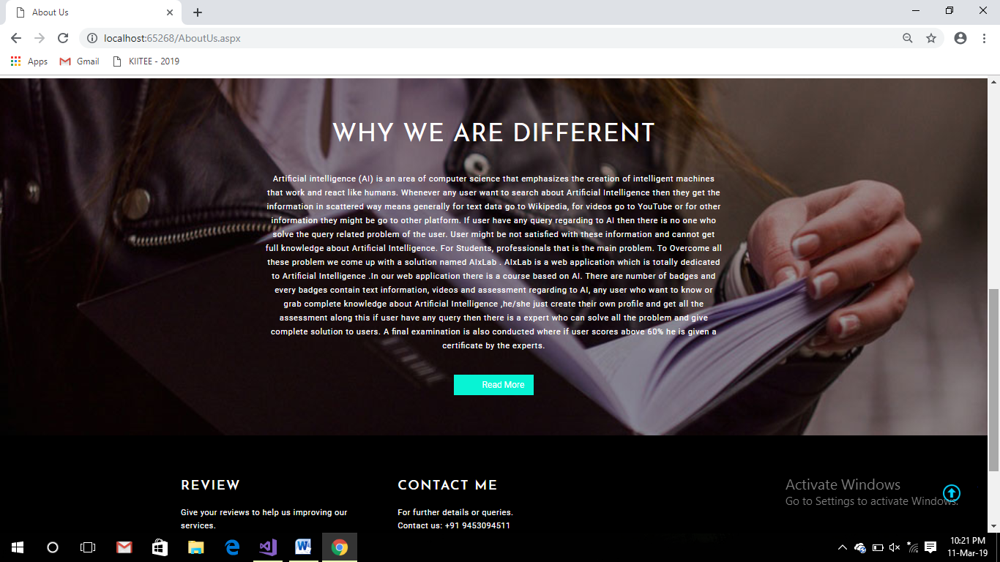 About Us
localhost:65268/AboutUs.aspx
Apps
Gmail
KIITEE - 2019
WHY WE ARE DIFFERENT
Artificial intelligence (AI) is an area of computer science that emphasizes the creation of intelligent machines
that work and react like humans. Whenever any user want to search about Artificial Intelligence then they get the
information in scattered way means generally for text data go to Wikipedia, for videos go to YouTube or for other
information they might be go to other platform. If user have any query regarding to AI then there is no one who
solve the query related problem of the user. User might be not satisfied with these information and cannot get
full knowledge about Artificial Intelligence. For Students, professionals that is the main problem. To Overcome all
these problem we come up with a solution named AIxLab . AIxLab is a web application which is totally dedicated
to Artificial Intelligence .In our web application there is a course based on AI. There are number of badges and
every badges contain text information, videos and assessment regarding to AI, any user who want to know or
grab complete knowledge about Artificial Intelligence ,he/she just create their own profile and get all the
assessment along this if user have any query then there is a expert who can solve all the problem and give
complete solution to users. A final examination is also conducted where if user scores above 60% he is given a
certificate by the experts.
Read More
REVIEW
Give your reviews to help us improving our
services.
CONTACT ME
For further details or queries.
Contact us: +91 9453094511
Activate Windows
Go to Settings to activate Windows.
10:21 PM
11-Mar-19